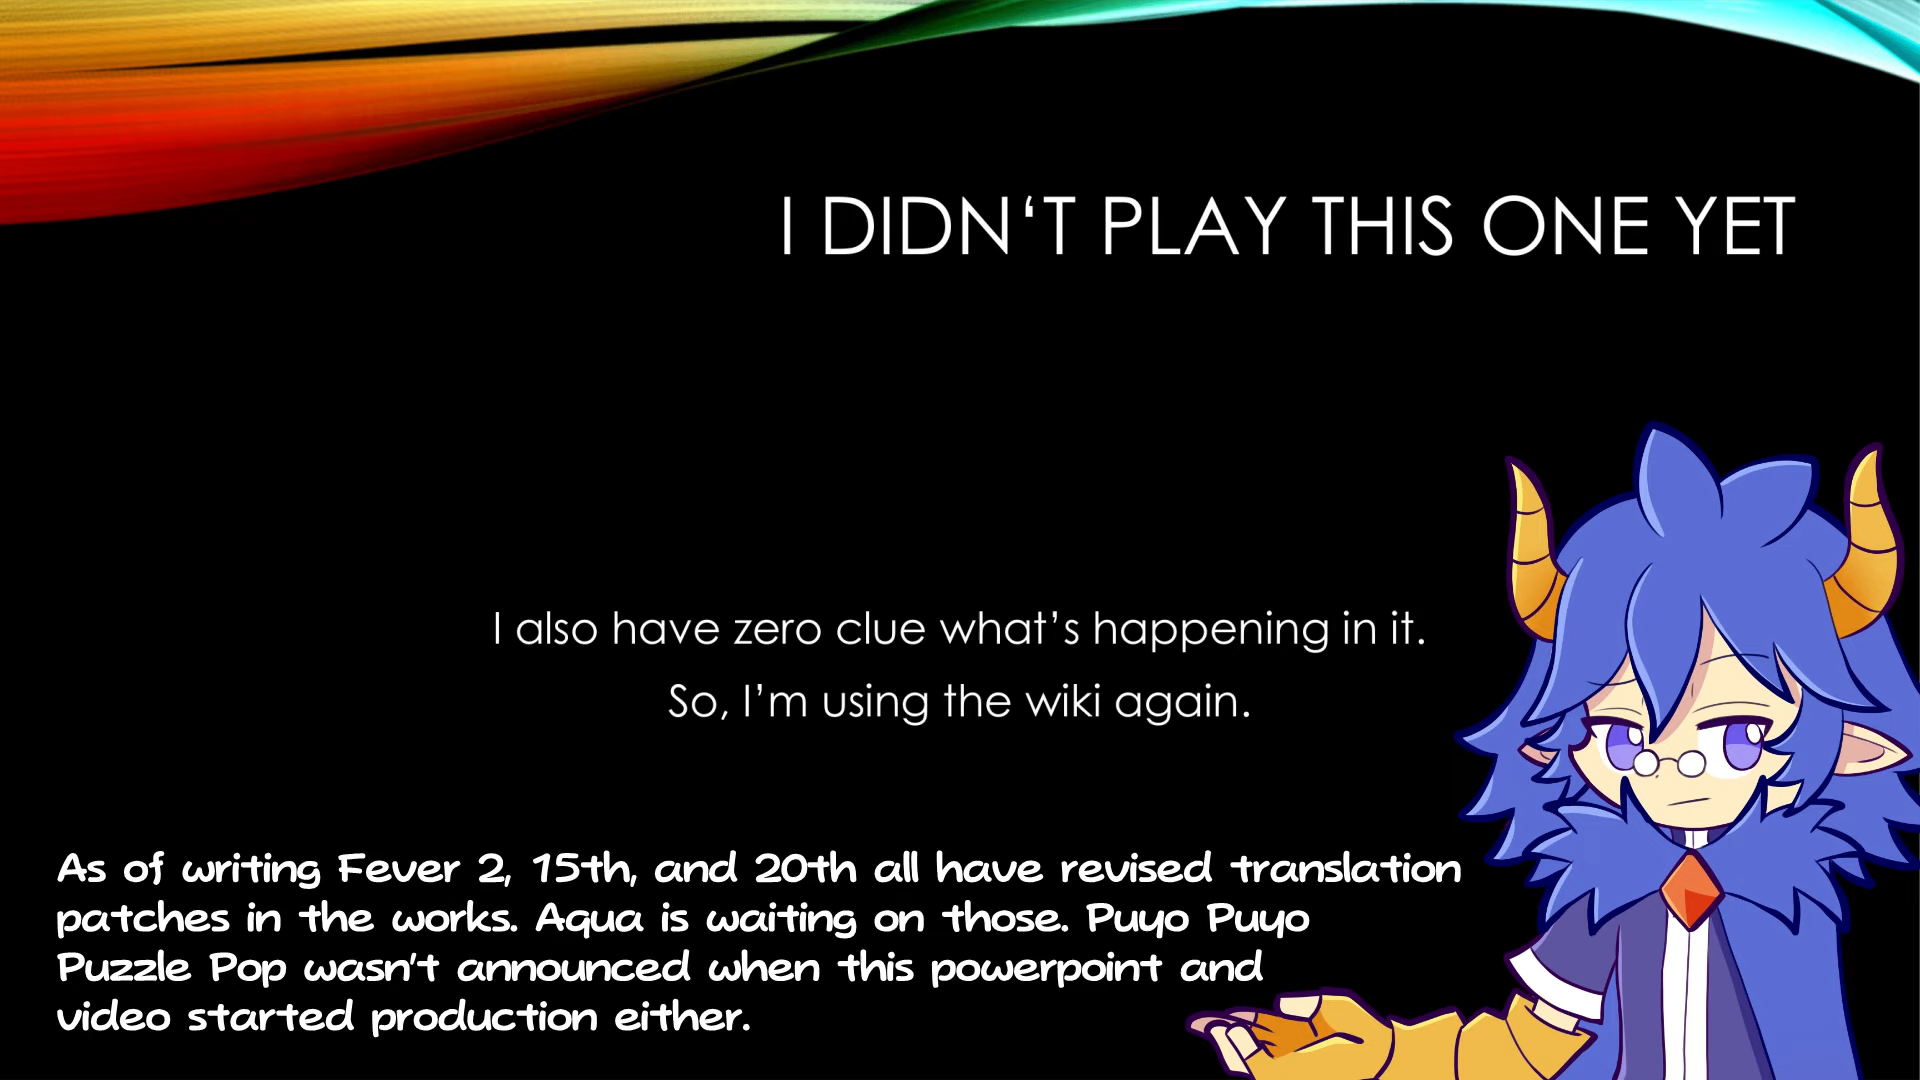 I DIDN‘T PLAY THIS ONE YET
I also have zero clue what’s happening in it.
So, I’m using the wiki again.
As of writing Fever 2, 15th, and 20th all have revised translation
patches in the works. Aqua is waiting on those. Puyo Puyo
Puzzle Pop wasn't announced when this powerpoint and
video started production either.